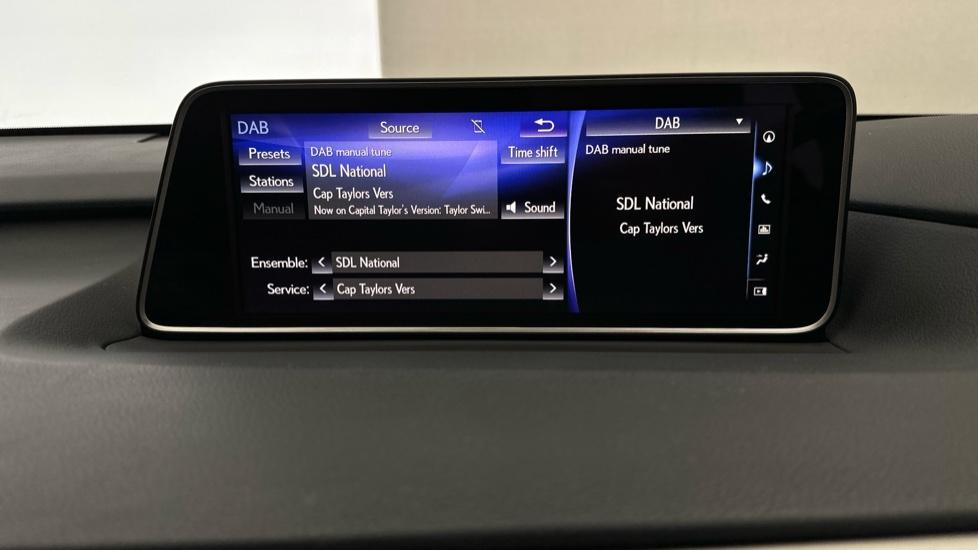 DAB
Source
Presets
Stations
Manual
DAB manual tune
SDL National
Cap Taylors Vers
Now on Capital Taylor's Version: Taylor Swi...
Time shift
Sound
Ensemble: < SDL National >
Service: < Cap Taylors Vers >
DAB
DAB manual tune
SDL National
Cap Taylors Vers